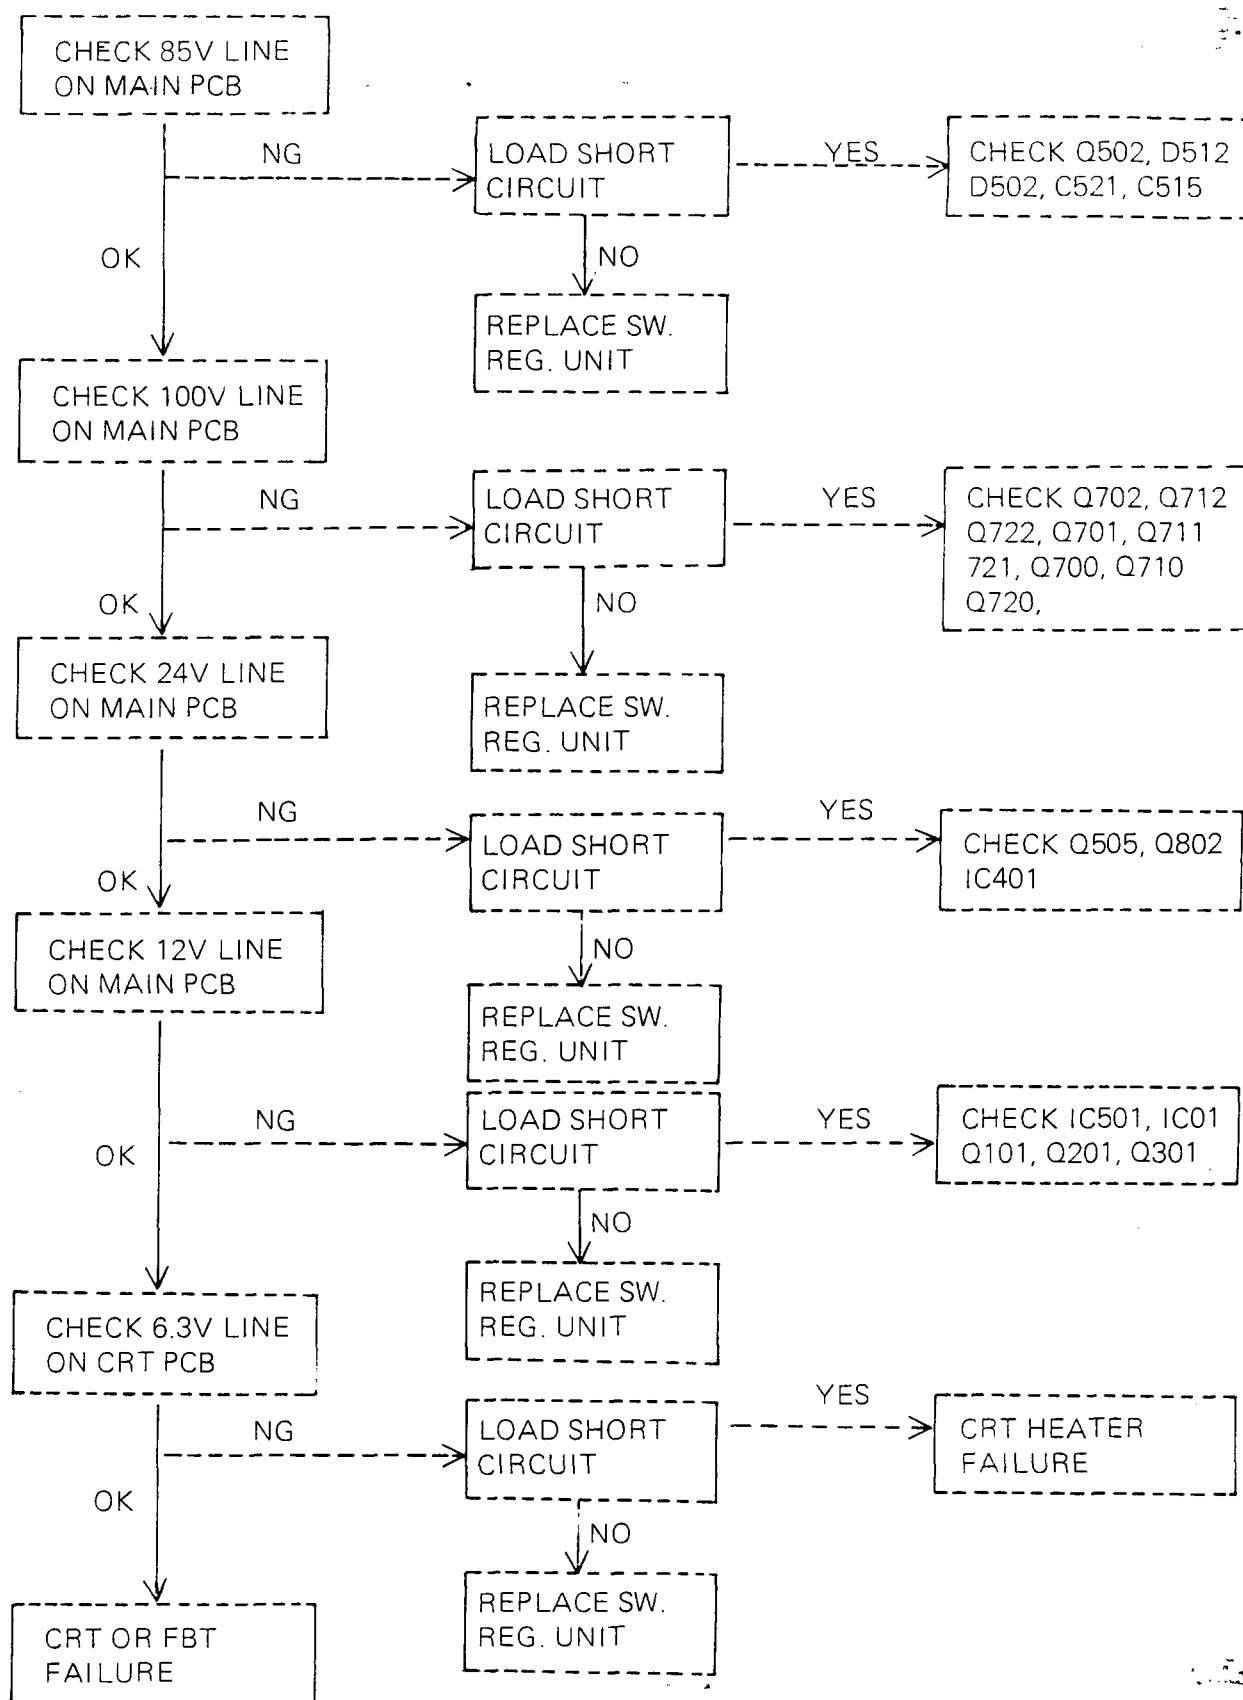 CHECK 85V LINE
ON MAIN PCB
NG
LOAD SHORT
CIRCUIT
YES
CHECK Q502, D512
D502, C521, C515
OK
NO
REPLACE SW.
REG. UNIT
CHECK 100V LINE
ON MAIN PCB
NG
LOAD SHORT
CIRCUIT
YES
CHECK Q702, Q712
Q722, Q701, Q711
721, Q700, Q710
Q720,
OK
NO
CHECK 24V LINE
ON MAIN PCB
REPLACE SW.
REG. UNIT
NG
LOAD SHORT
CIRCUIT
YES
CHECK Q505, Q802
IC401
OK
NO
CHECK 12V LINE
ON MAIN PCB
REPLACE SW.
REG. UNIT
NG
LOAD SHORT
CIRCUIT
YES
CHECK IC501, IC01
Q101, Q201, Q301
OK
NO
REPLACE SW.
REG. UNIT
CHECK 6.3V LINE
ON CRT PCB
NG
LOAD SHORT
CIRCUIT
YES
CRT HEATER
FAILURE
OK
NO
REPLACE SW.
REG. UNIT
CRT OR FBT
FAILURE